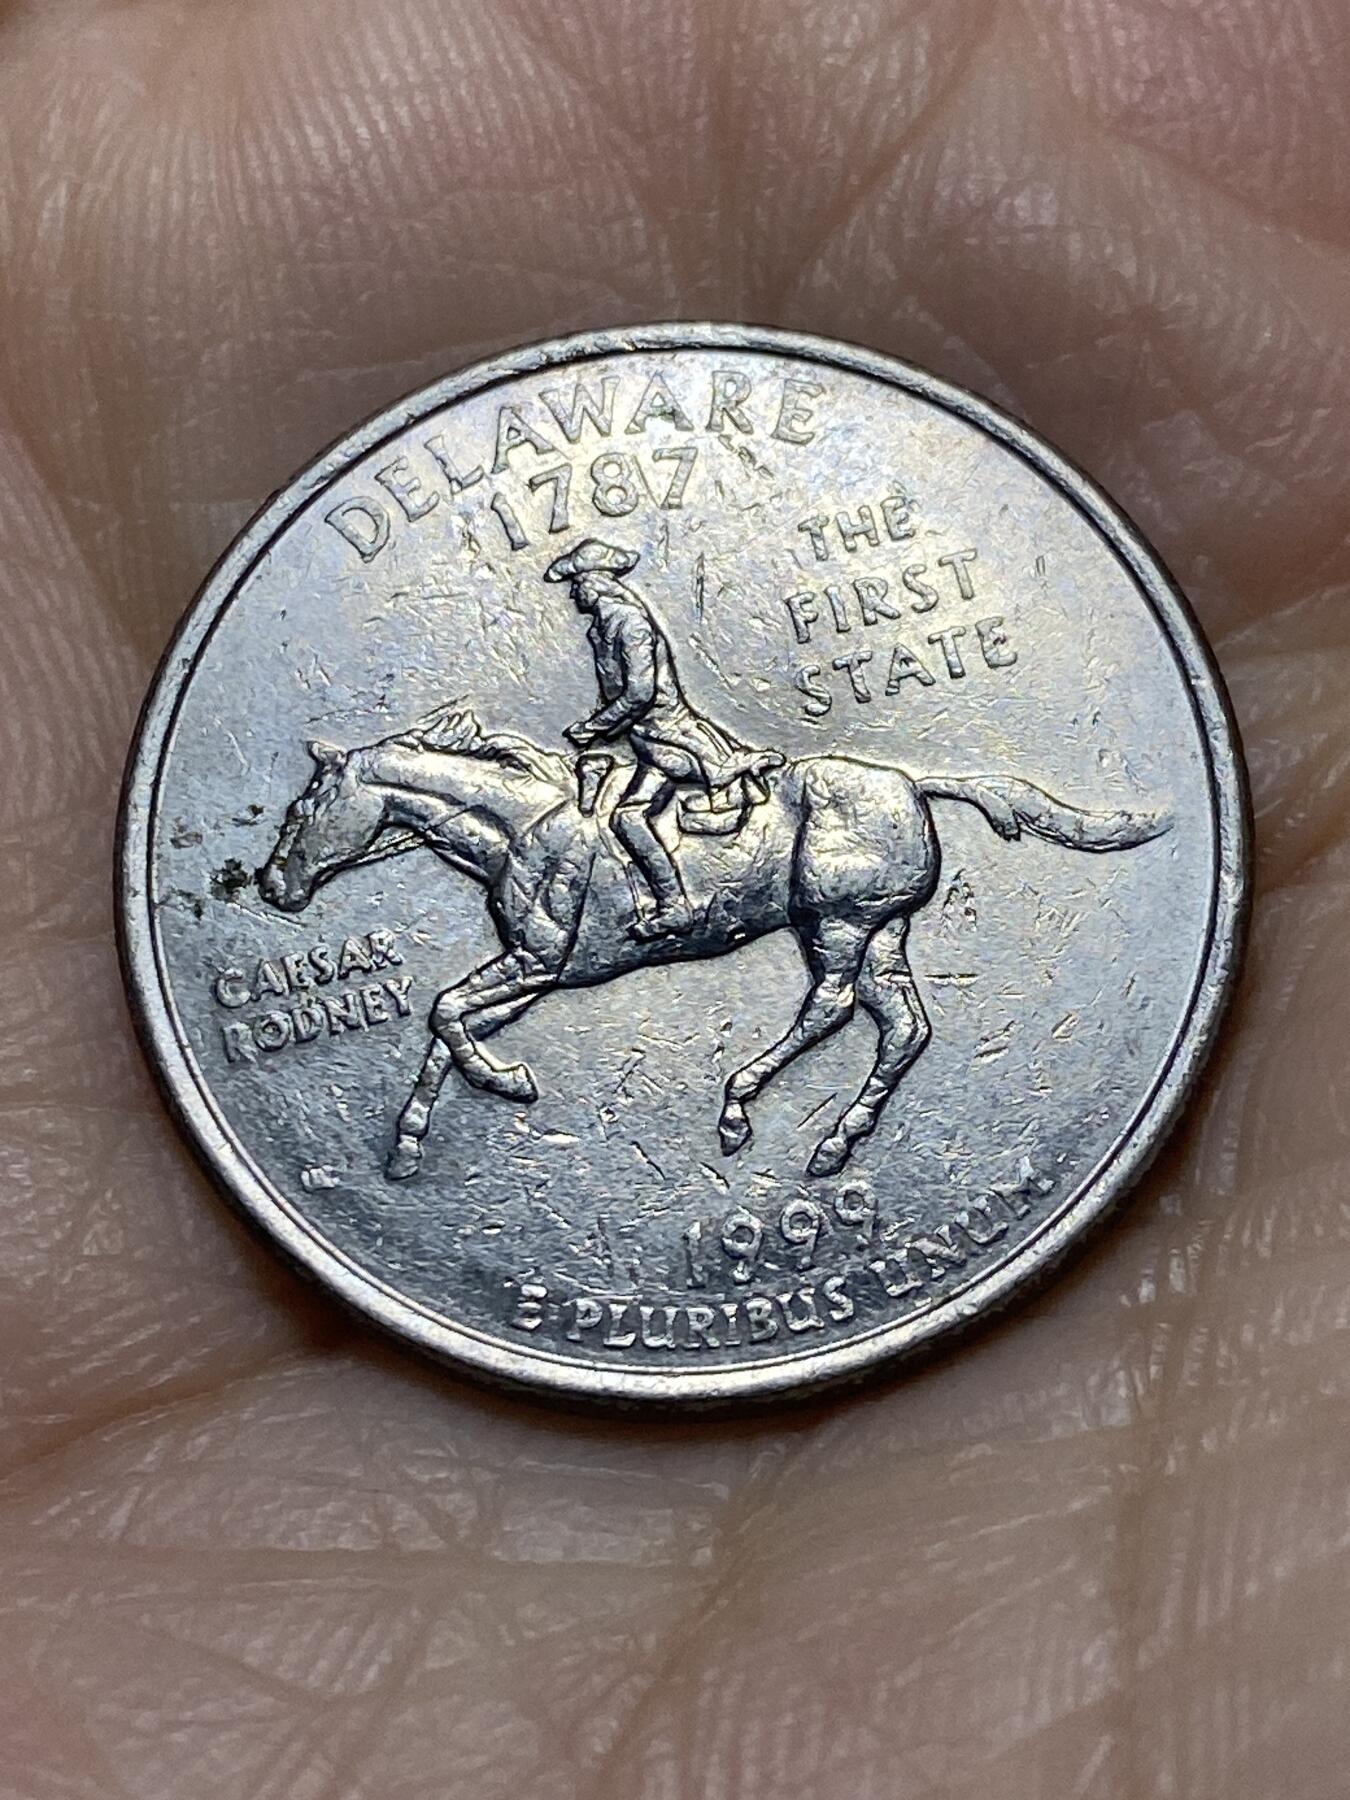 DELAWARE
1787
THE
FIRST
STATE
CAESAR
RODNEY
1999
E PLURIBUS UNUM